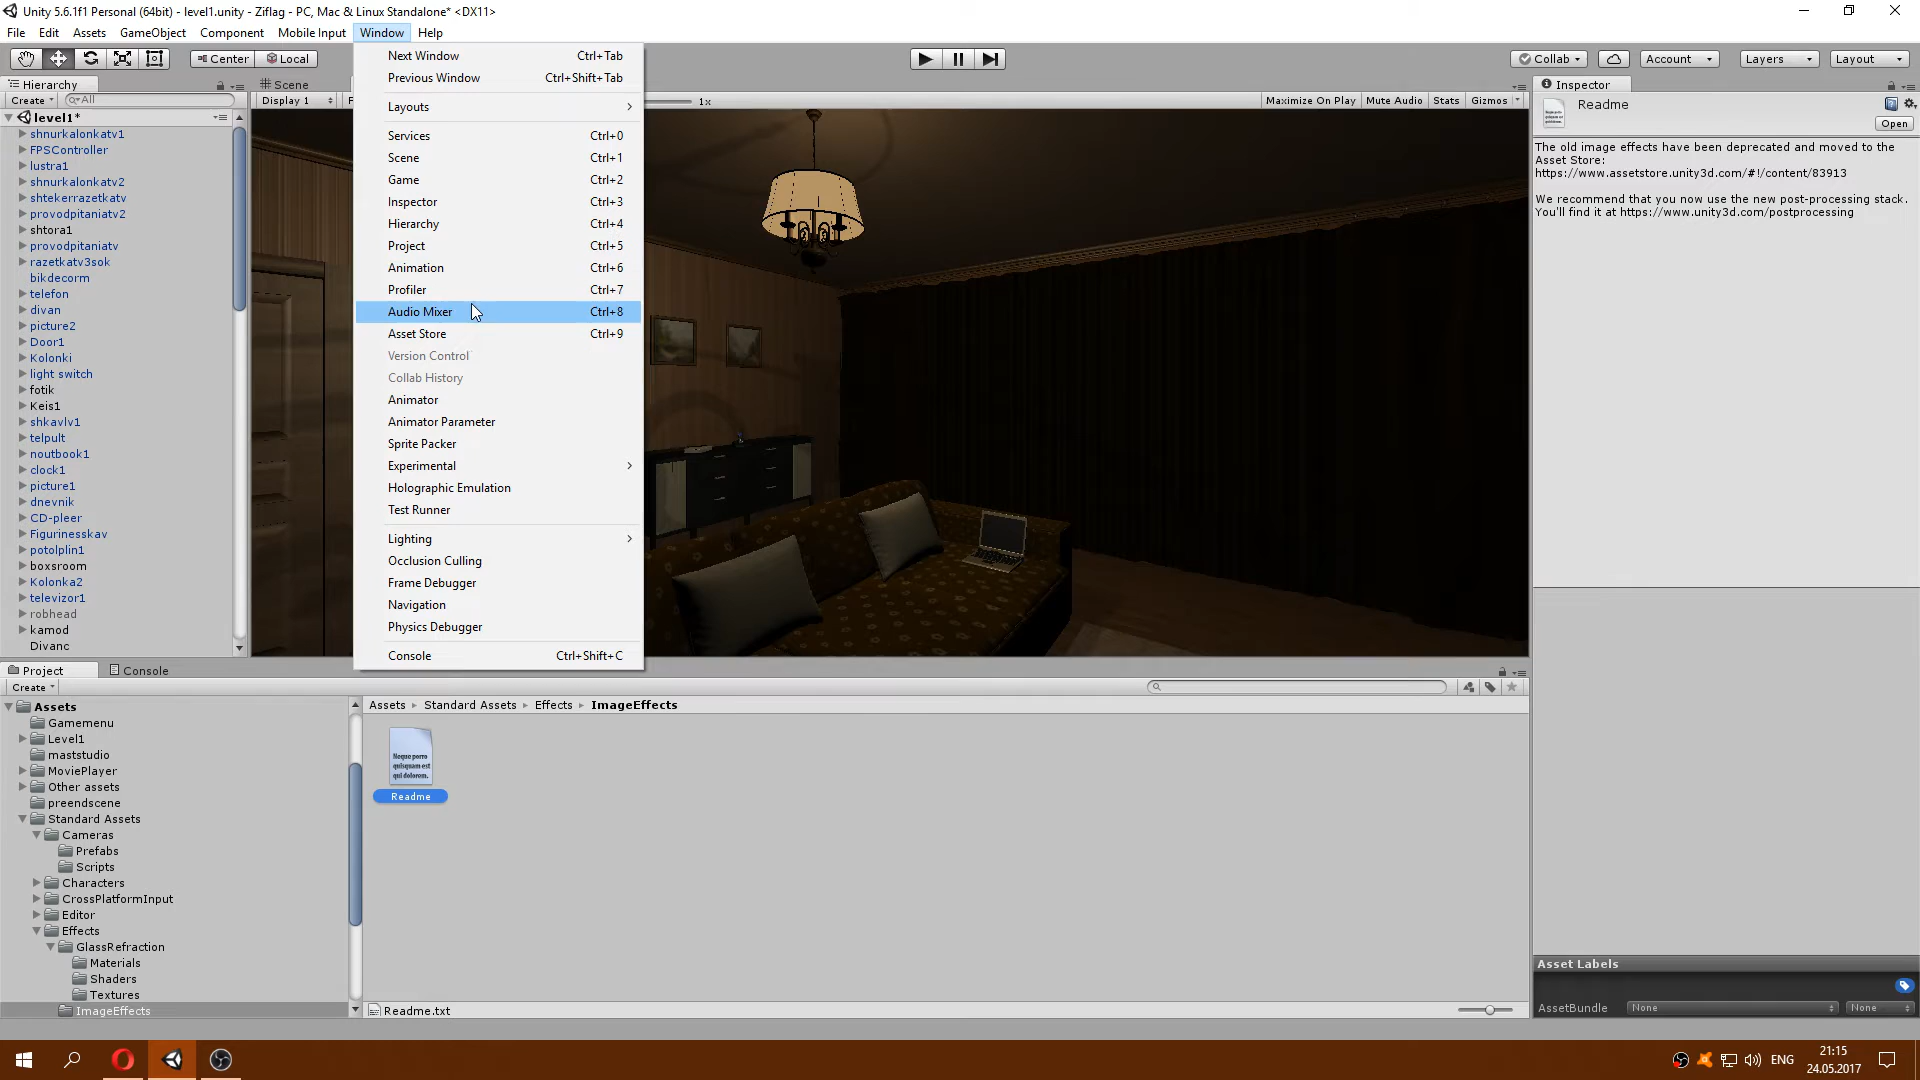 Unity 5.6.1f1 Personal (64bit) - level1.unity - Ziflag - PC, Mac & Linux Standalone* <DX11>
File Edit Assets GameObject Component Mobile Input Window Help
Center Local
Collab Account Layers Layout
Hierarchy
Create All
level1*
shnurkalonkatv1
FPSController
lustra1
shnurkalonkatv2
shtekerrazetkatv
provodpitaniatv2
shtora1
provodpitaniatv
razetkatv3sok
bikdecorm
telefon
divan
picture2
Door1
Kolonki
light switch
fotik
Keis1
shkavlv1
telpult
noutbook1
clock1
picture1
dnevnik
CD-pleer
Figurinesskav
potolplin1
boxsroom
Kolonka2
televizor1
robhead
kamod
Divanc
Scene
Display 1 F
1x
Maximize On Play Mute Audio Stats Gizmos
Next Window Ctrl+Tab
Previous Window Ctrl+Shift+Tab
Layouts
Services Ctrl+0
Scene Ctrl+1
Game Ctrl+2
Inspector Ctrl+3
Hierarchy Ctrl+4
Project Ctrl+5
Animation Ctrl+6
Profiler Ctrl+7
Audio Mixer Ctrl+8
Asset Store Ctrl+9
Version Control
Collab History
Animator
Animator Parameter
Sprite Packer
Experimental
Holographic Emulation
Test Runner
Lighting
Occlusion Culling
Frame Debugger
Navigation
Physics Debugger
Console Ctrl+Shift+C
Inspector
Readme
Open
The old image effects have been deprecated and moved to the
Asset Store:
https://www.assetstore.unity3d.com/#!/content/83913
We recommend that you now use the new post-processing stack.
You'll find it at https://www.unity3d.com/postprocessing
Asset Labels
AssetBundle None None
Project Console
Create
Assets
Gamemenu
Level1
maststudio
MoviePlayer
Other assets
preendscene
Standard Assets
Cameras
Prefabs
Scripts
Characters
CrossPlatformInput
Editor
Effects
GlassRefraction
Materials
Shaders
Textures
ImageEffects
Assets Standard Assets Effects ImageEffects
Neque porro
quisquam est
qui dolorem.
Readme
Readme.txt
ENG
21:15
24.05.2017